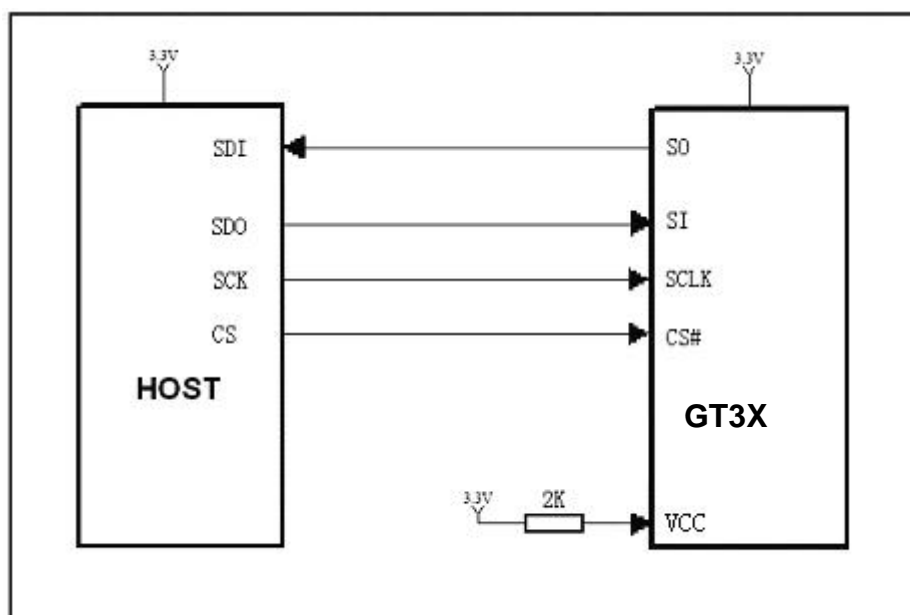 3.3V
3.3V
SDI
SO
SDO
SI
SCK
SCLK
CS
CS#
HOST
GT3X
3.3V
2K
VCC